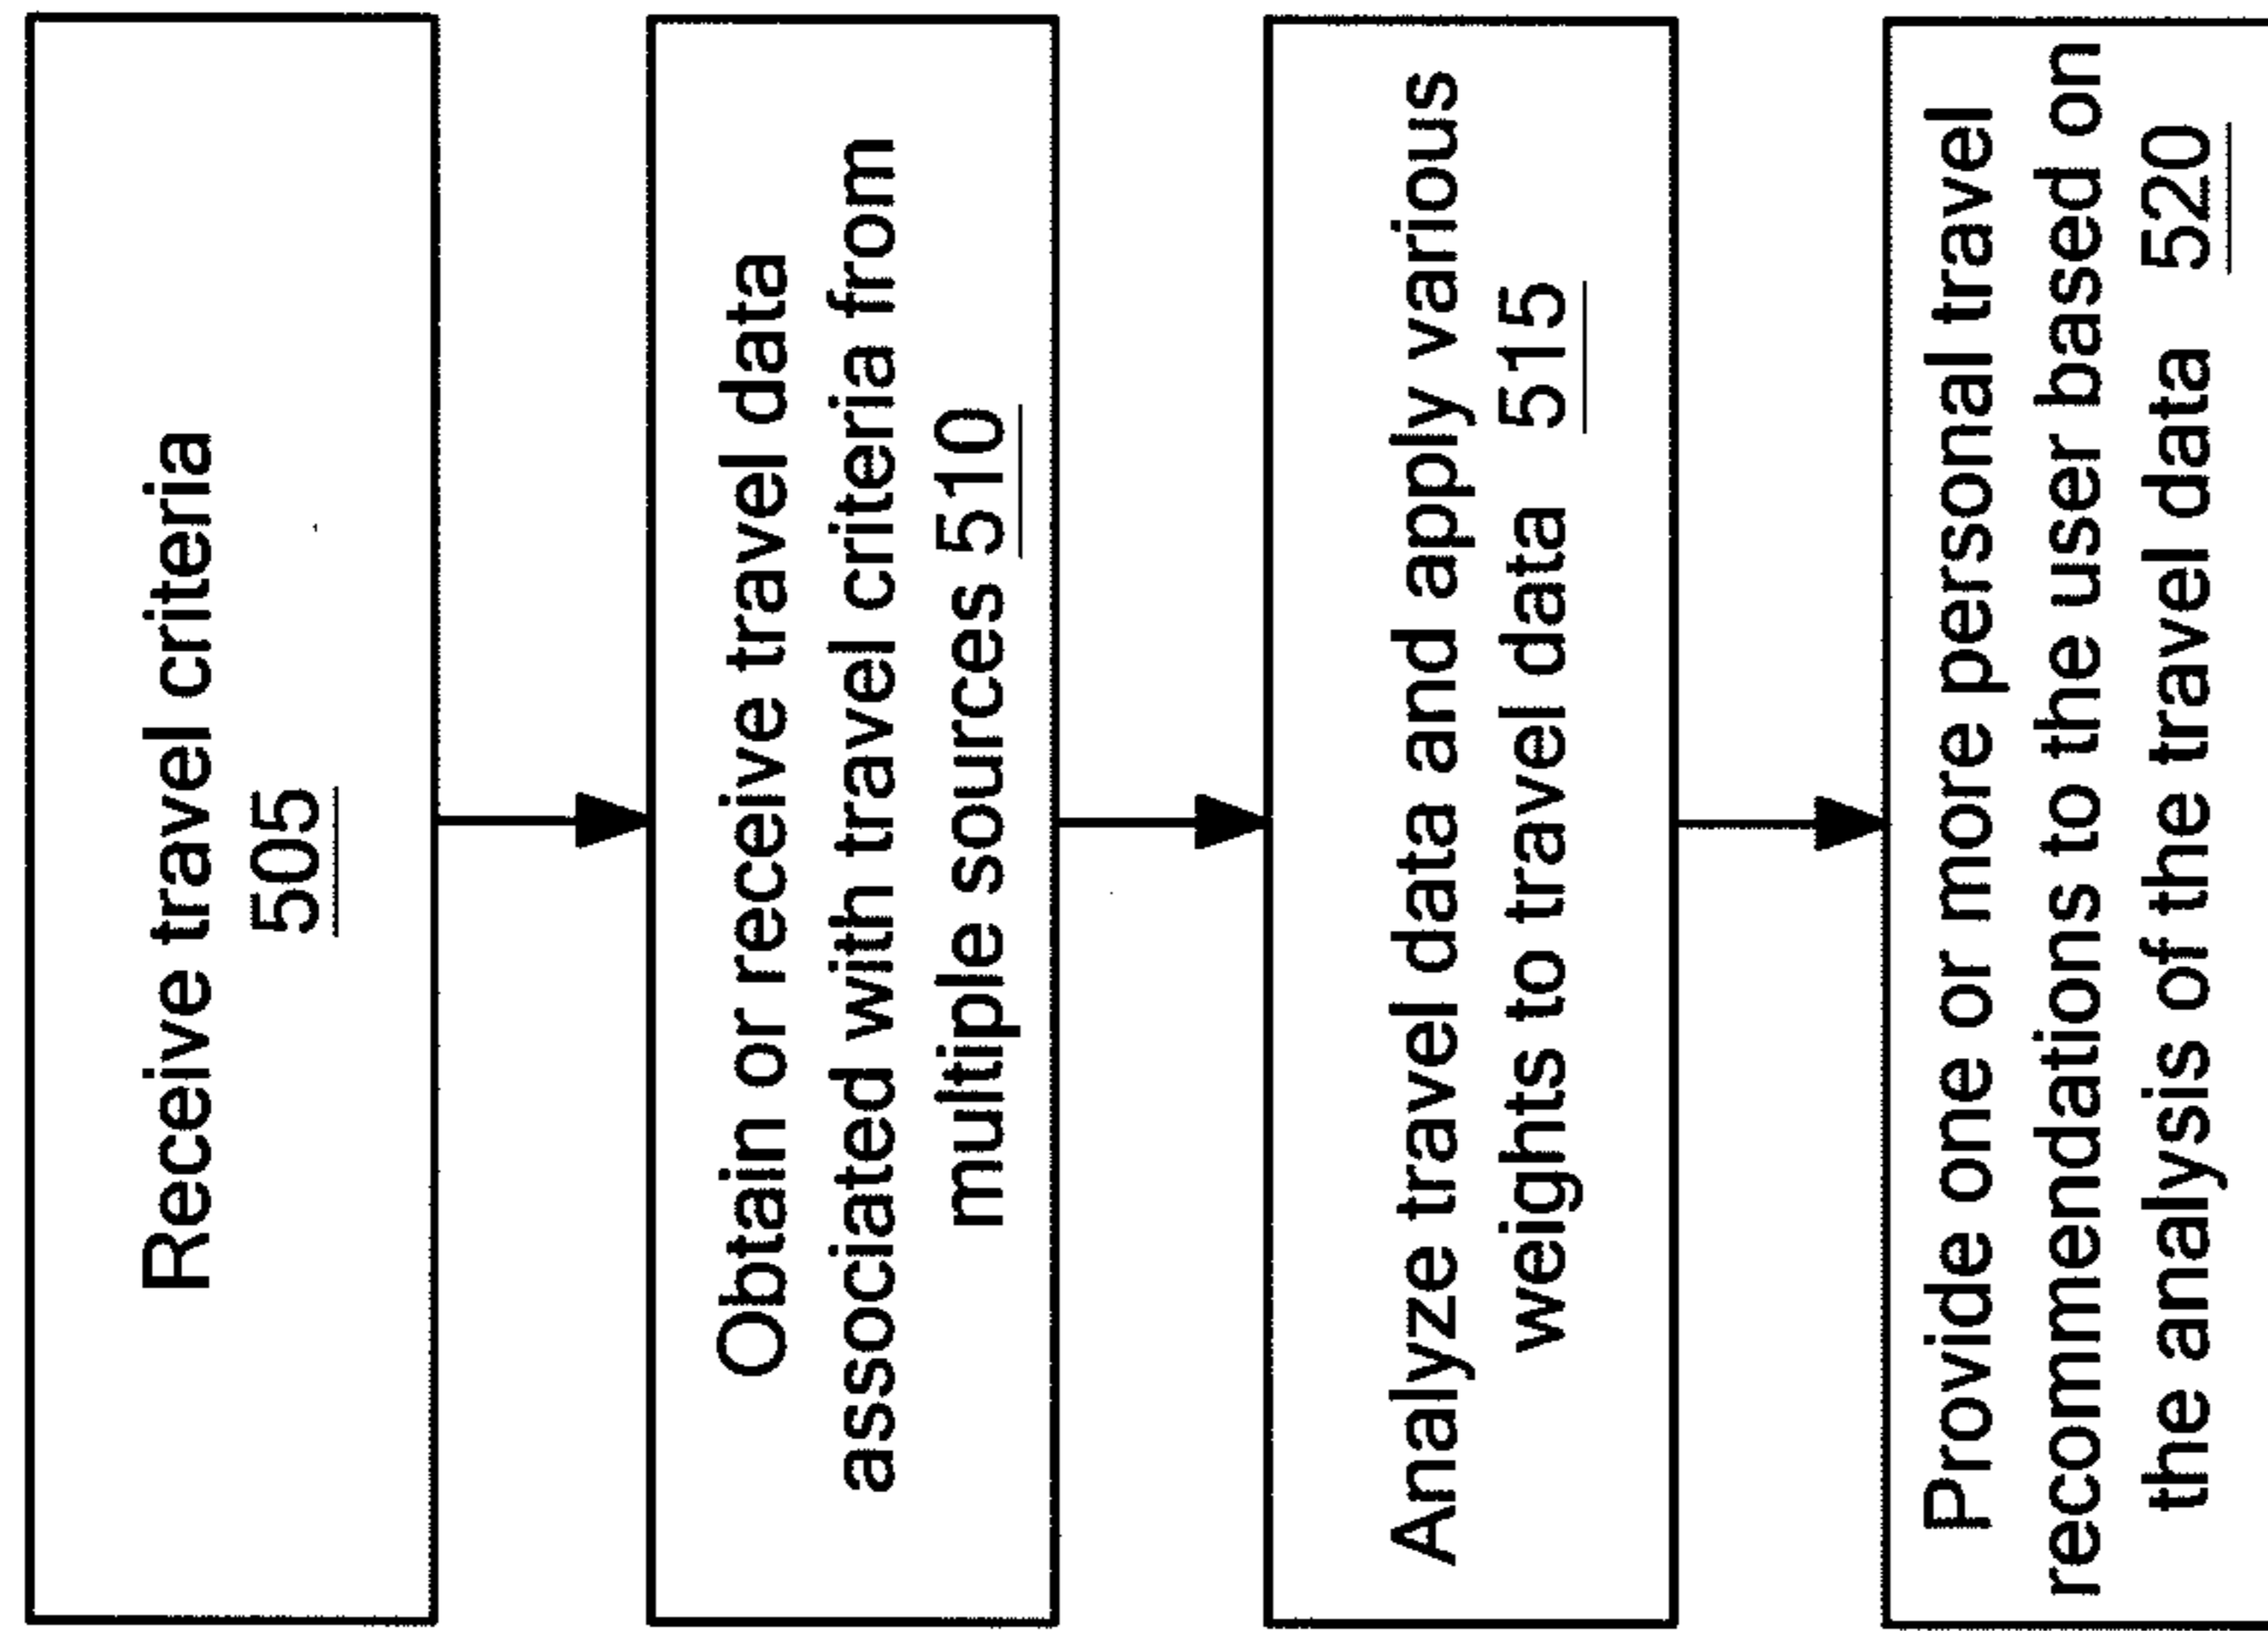 Receive travel criteria
505
Obtain or receive travel data
associated with travel criteria from
multiple sources 510
Analyze travel data and apply various
weights to travel data 515
Provide one or more personal travel
recommendations to the user based on
the analysis of the travel data 520